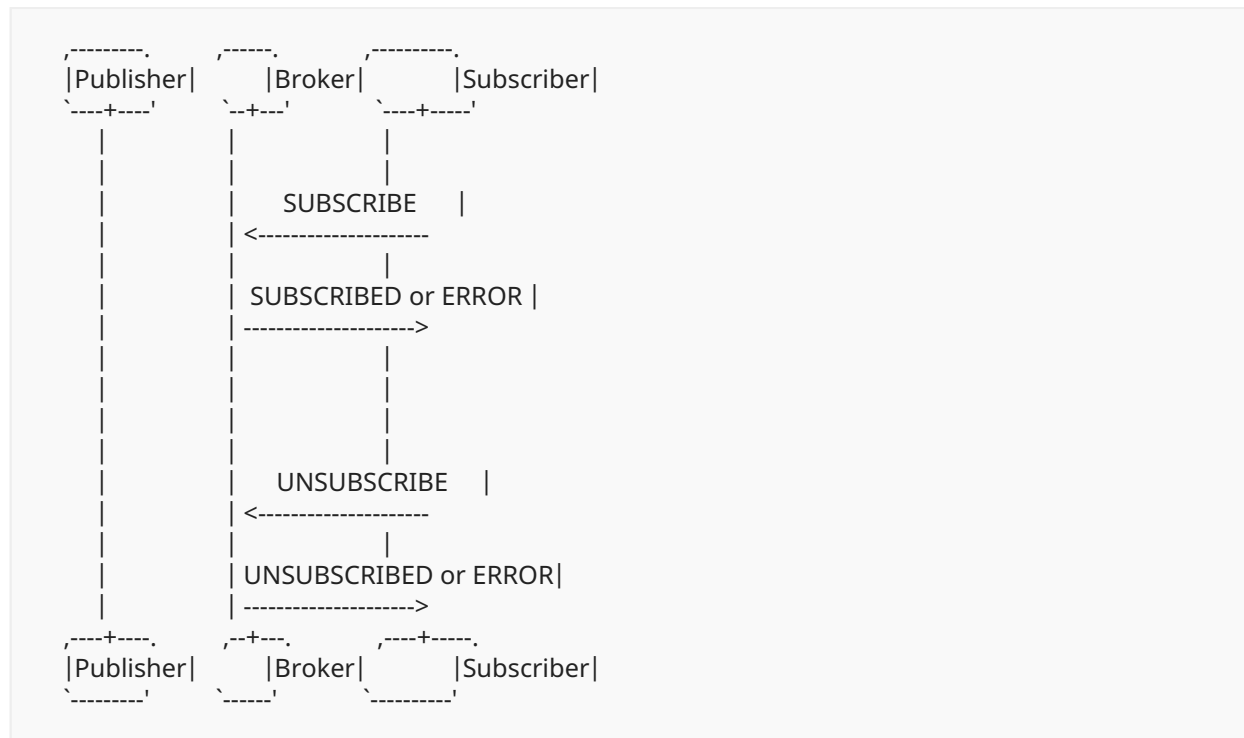 ,---------.          ,------.             ,----------.
|Publisher|          |Broker|             |Subscriber|
`----+----'          `--+---'             `----+-----'
     |                  |                      |
     |                  |                      |
     |                  |       SUBSCRIBE      |
     |                  | <---------------------
     |                  |                      |
     |                  |  SUBSCRIBED or ERROR |
     |                  | --------------------->
     |                  |                      |
     |                  |                      |
     |                  |                      |
     |                  |                      |
     |                  |      UNSUBSCRIBE     |
     |                  | <---------------------
     |                  |                      |
     |                  | UNSUBSCRIBED or ERROR|
     |                  | --------------------->
,----+----.          ,--+---.             ,----+-----.
|Publisher|          |Broker|             |Subscriber|
`---------'          `------'             `----------'